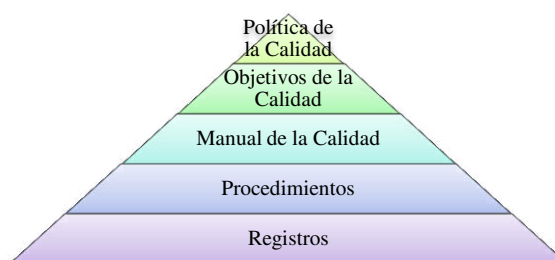 Política de
la Calidad
Objetivos de la
Calidad
Manual de la Calidad
Procedimientos
Registros